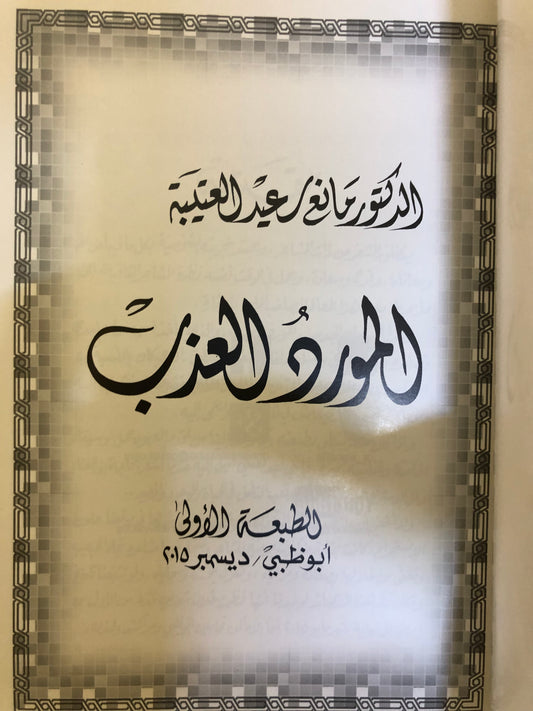 الدكتور مانع سعيد العتيبة
المورد العذب
الطبعة الأولى
أبوظبي / ديسمبر ٢٠١٥